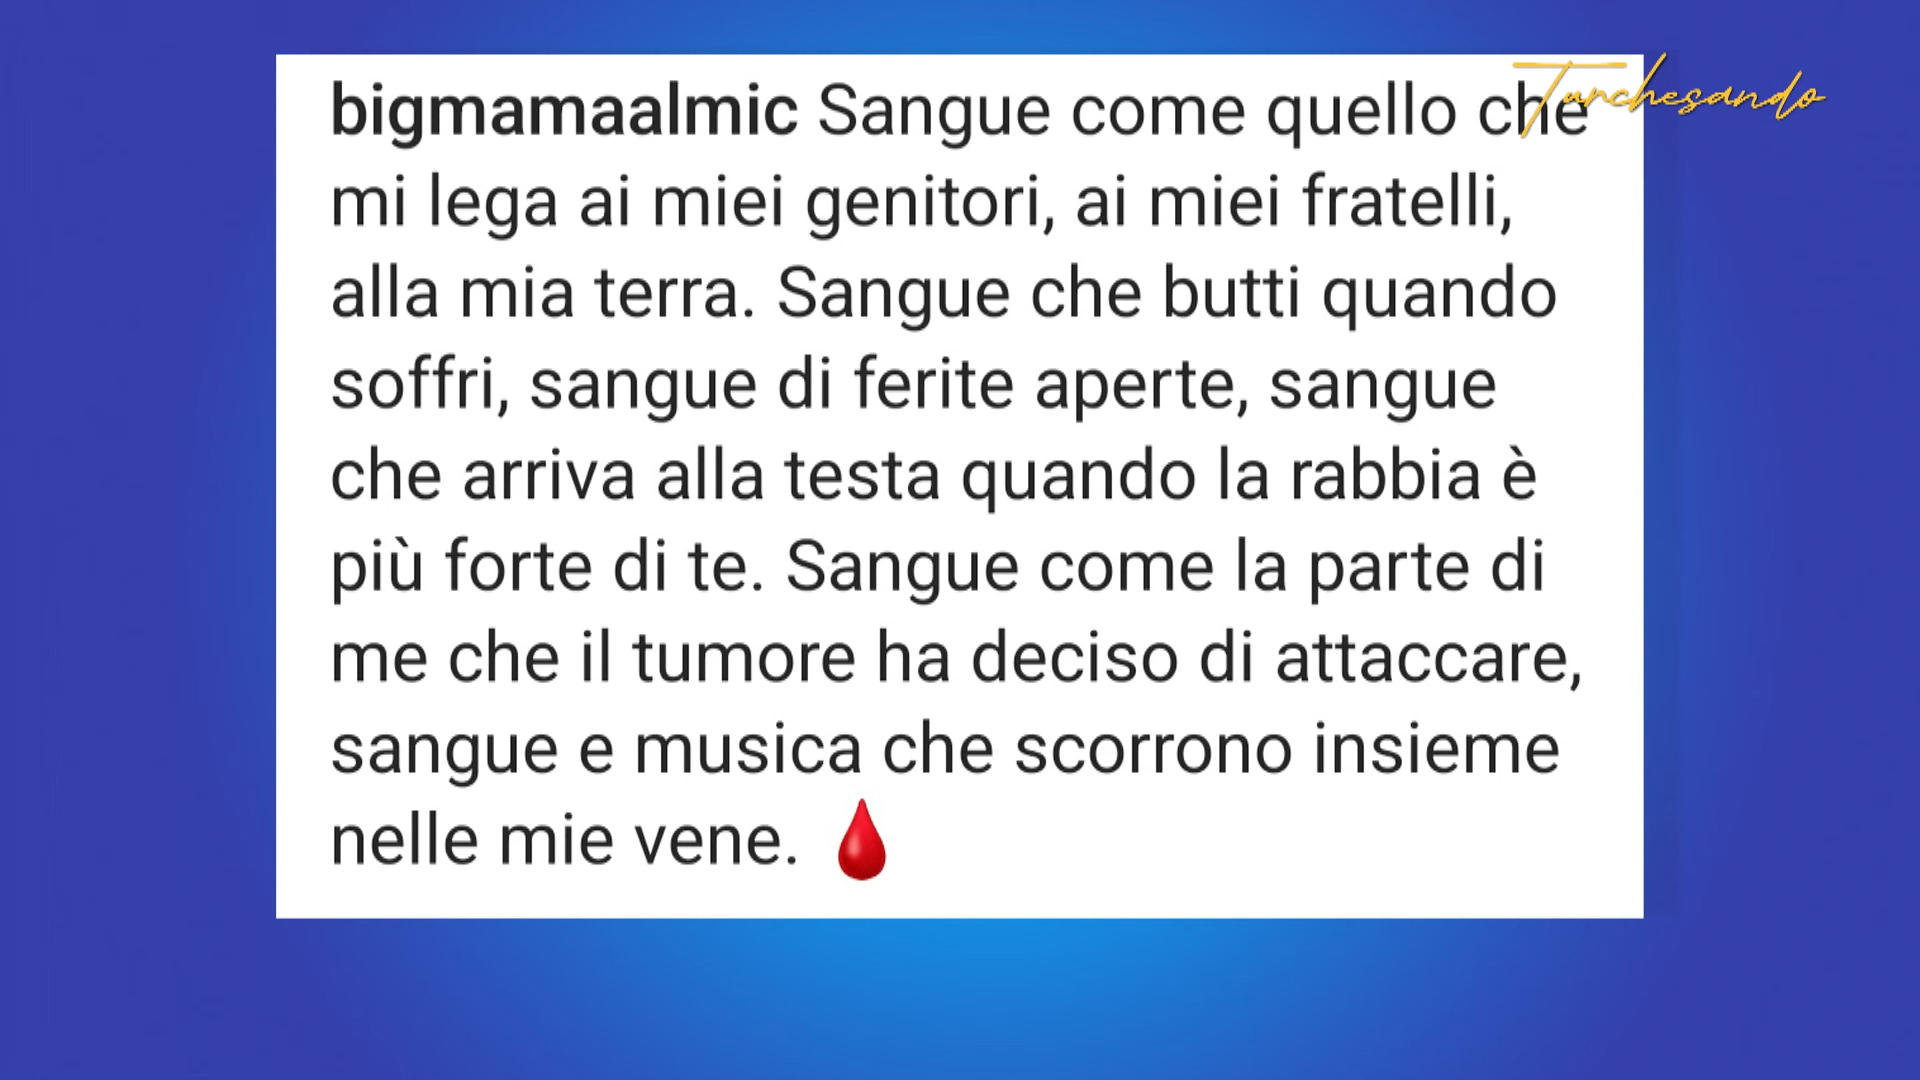 bigmamaalmic Sangue come quello che
mi lega ai miei genitori, ai miei fratelli,
alla mia terra. Sangue che butti quando
soffri, sangue di ferite aperte, sangue
che arriva alla testa quando la rabbia è
più forte di te. Sangue come la parte di
me che il tumore ha deciso di attaccare,
sangue e musica che scorrono insieme
nelle mie vene. 🩸
Turchesando